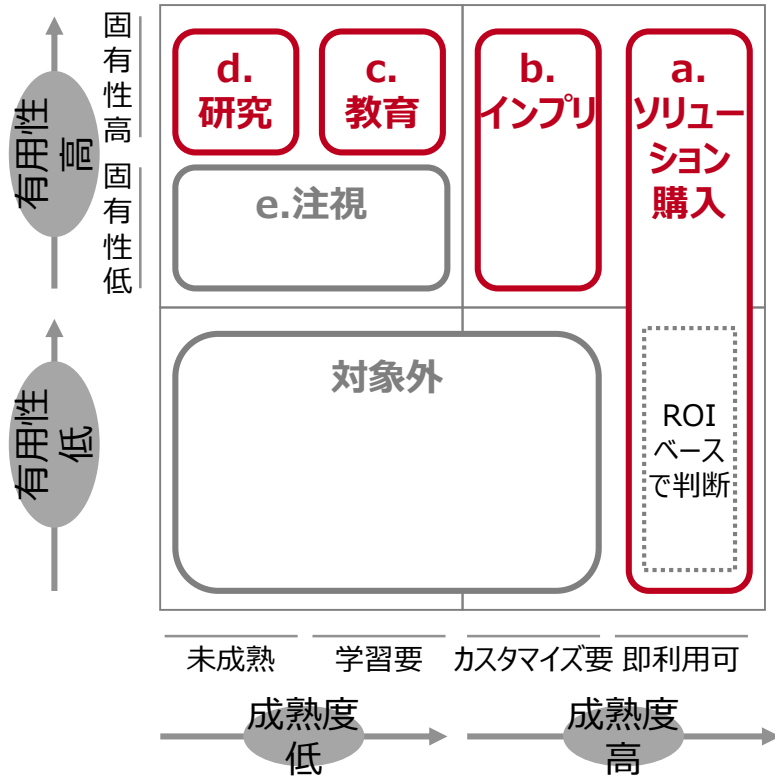 有用性
高
固有性高
固有性低
d.
研究
c.
教育
b.
インプリ
a.
ソリュー
ション
購入
e.注視
有用性
低
対象外
ROI
ベース
で判断
未成熟
学習要
カスタマイズ要
即利用可
成熟度
低
成熟度
高